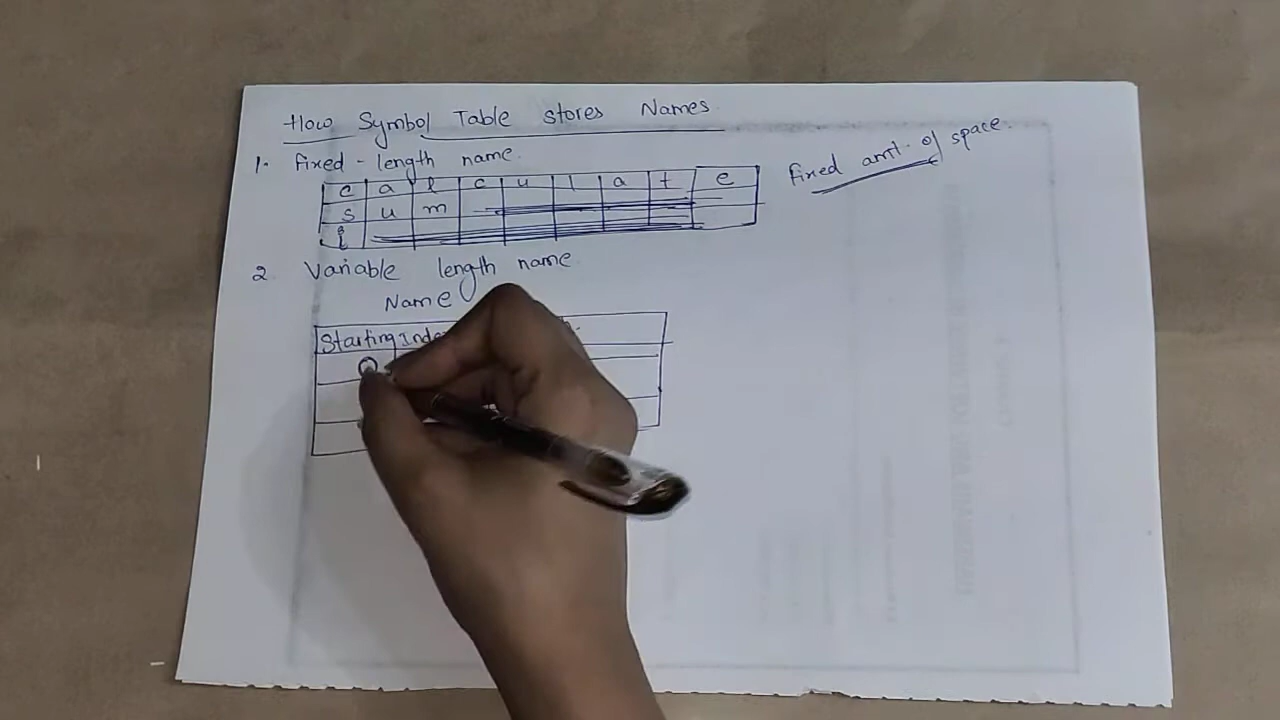 How Symbol Table stores Names
fixed amt. of space.
1. fixed-length name.
c a l c u l a t e
s u m
2 Variable length name
Name
Starting
0